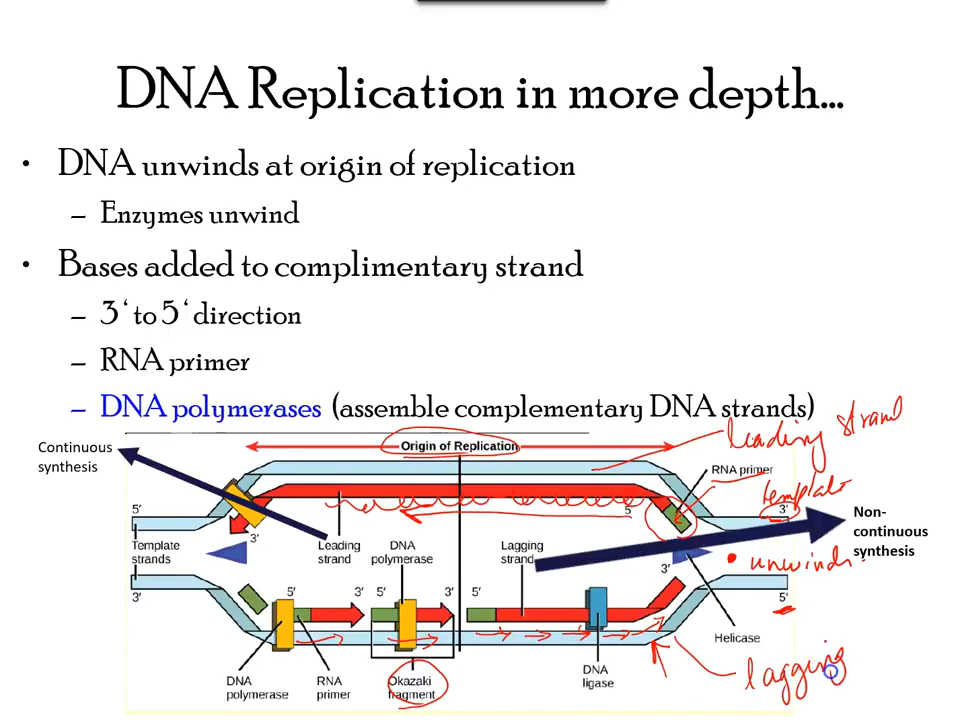 DNA Replication in more depth...
• DNA unwinds at origin of replication
– Enzymes unwind
• Bases added to complimentary strand
– 3‘ to 5‘ direction
– RNA primer
– DNA polymerases (assemble complementary DNA strands)
Continuous
synthesis
Origin of Replication
leading strand
RNA primer
template
5′
5′
3′
Non-
continuous
synthesis
3′
Template
strands
Leading
strand
DNA
polymerase
Lagging
strand
unwinds
3′
3′
5′
3′
5′
3′
5′
5′
Helicase
DNA
polymerase
RNA
primer
Okazaki
fragment
DNA
ligase
lagging